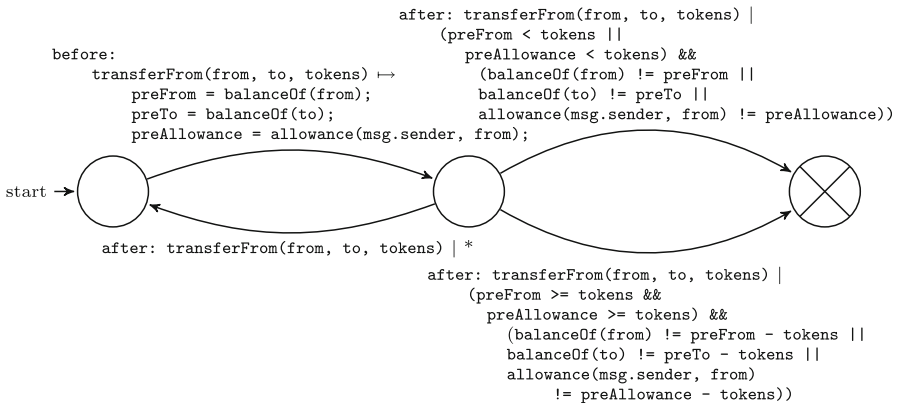 after: transferFrom(from, to, tokens) |
(preFrom < tokens ||
preAllowance < tokens) &&
(balanceOf(from) != preFrom ||
balanceOf(to) != preTo ||
allowance(msg.sender, from) != preAllowance))
before:
transferFrom(from, to, tokens) ↦
preFrom = balanceOf(from);
preTo = balanceOf(to);
preAllowance = allowance(msg.sender, from);
start
after: transferFrom(from, to, tokens) | *
after: transferFrom(from, to, tokens) |
(preFrom >= tokens &&
preAllowance >= tokens) &&
(balanceOf(from) != preFrom - tokens ||
balanceOf(to) != preTo - tokens ||
allowance(msg.sender, from)
!= preAllowance - tokens))